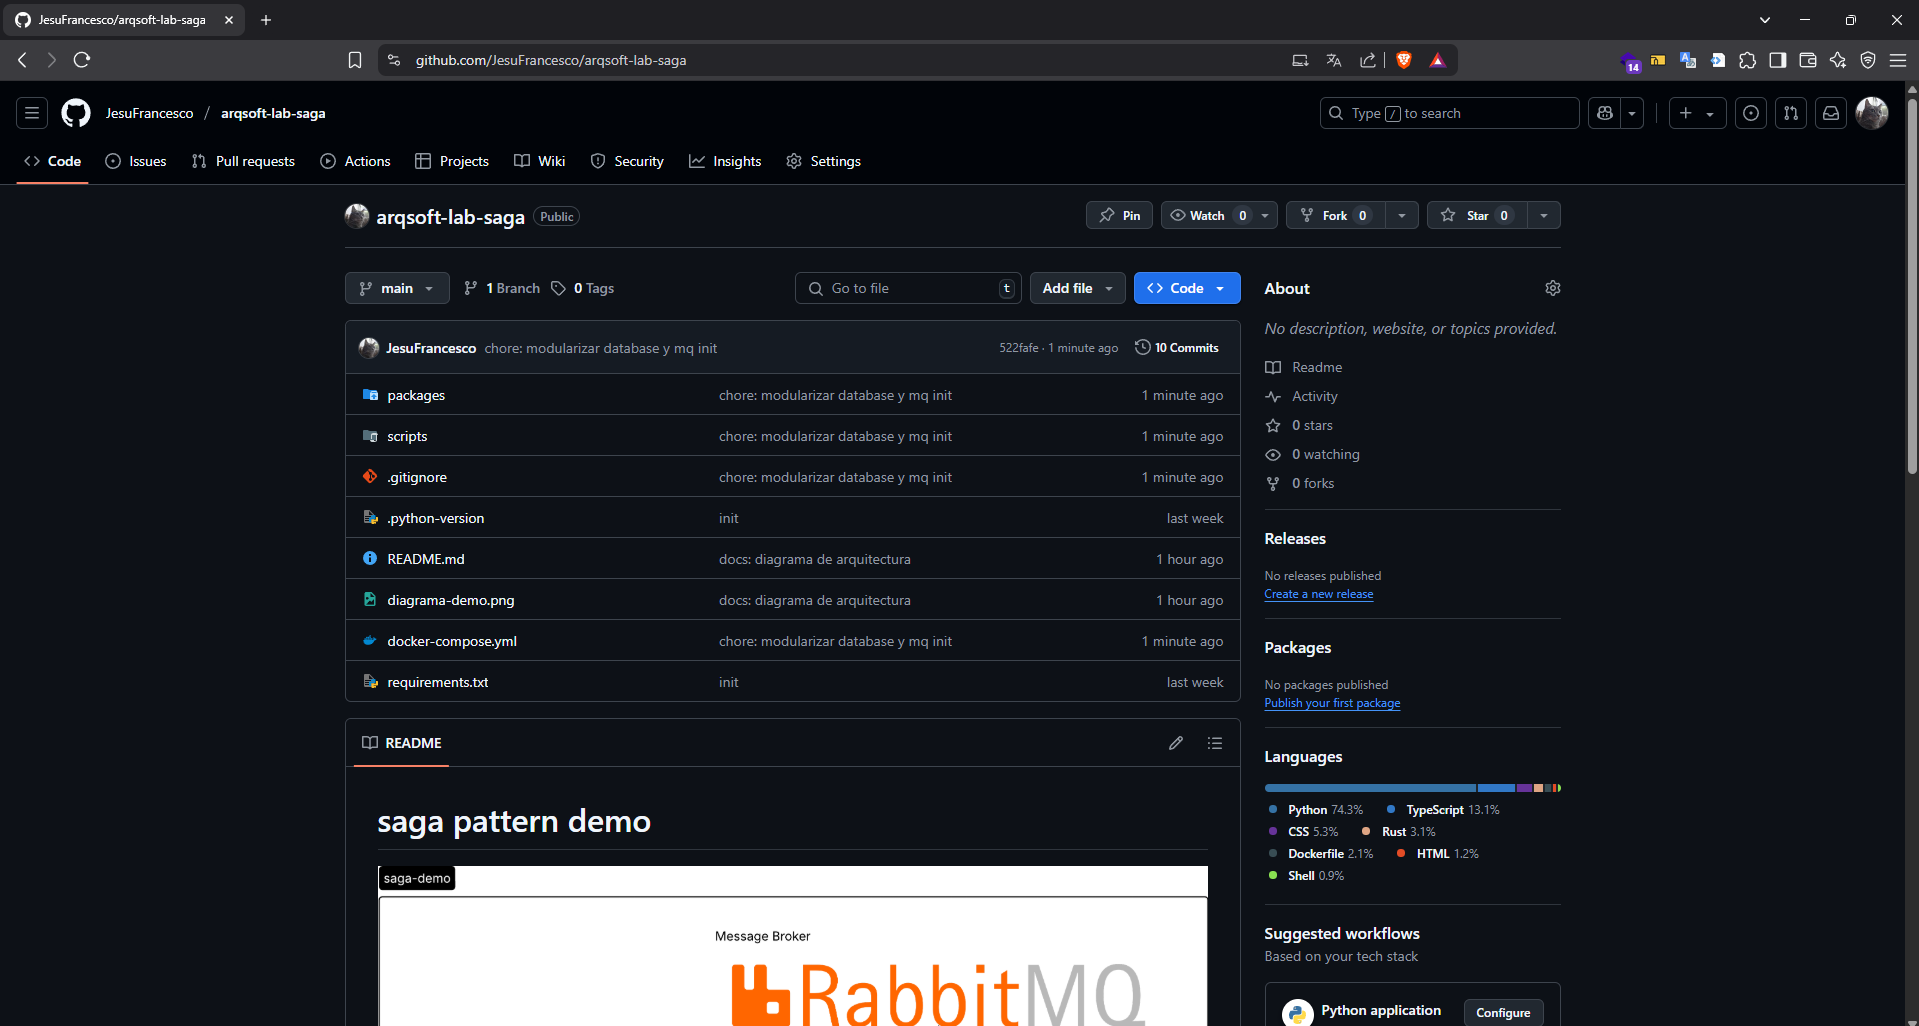 JesuFrancesco/arqsoft-lab-saga
github.com/JesuFrancesco/arqsoft-lab-saga
14
JesuFrancesco / arqsoft-lab-saga
Type / to search
Code
Issues
Pull requests
Actions
Projects
Wiki
Security
Insights
Settings
arqsoft-lab-saga Public
Pin
Watch 0
Fork 0
Star 0
main
1 Branch
0 Tags
Go to file t
Add file
Code
JesuFrancesco chore: modularizar database y mq init 522fafe · 1 minute ago 10 Commits
packages chore: modularizar database y mq init 1 minute ago
scripts chore: modularizar database y mq init 1 minute ago
.gitignore chore: modularizar database y mq init 1 minute ago
.python-version init last week
README.md docs: diagrama de arquitectura 1 hour ago
diagrama-demo.png docs: diagrama de arquitectura 1 hour ago
docker-compose.yml chore: modularizar database y mq init 1 minute ago
requirements.txt init last week
README
saga pattern demo
saga-demo
Message Broker
RabbitMQ
About
No description, website, or topics provided.
Readme
Activity
0 stars
0 watching
0 forks
Releases
No releases published
Create a new release
Packages
No packages published
Publish your first package
Languages
Python 74.3% TypeScript 13.1%
CSS 5.3% Rust 3.1%
Dockerfile 2.1% HTML 1.2%
Shell 0.9%
Suggested workflows
Based on your tech stack
Python application
Configure